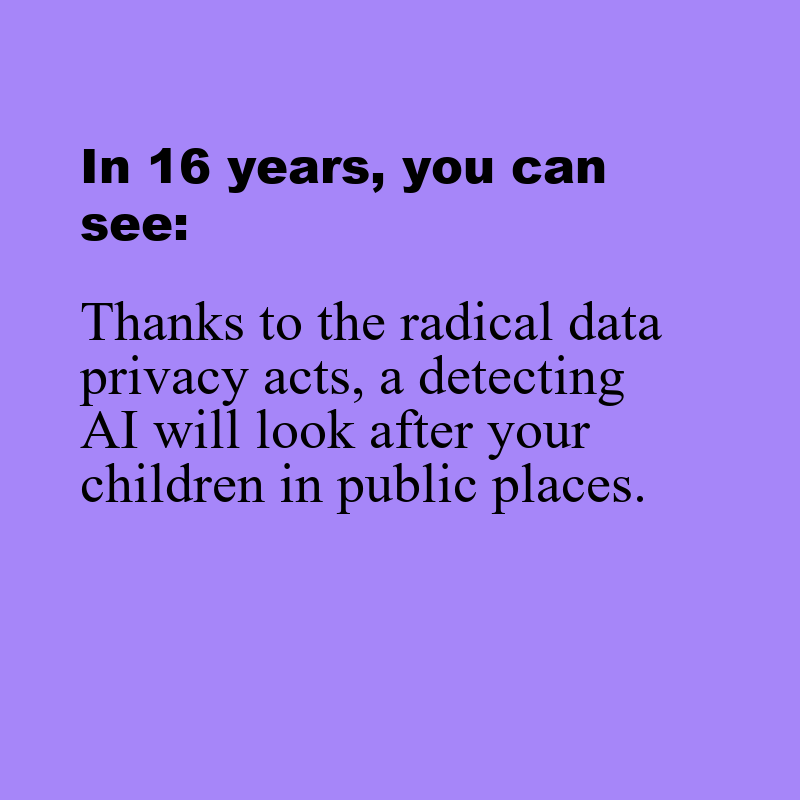 In 16 years, you can
see:
Thanks to the radical data
privacy acts, a detecting
AI will look after your
children in public places.